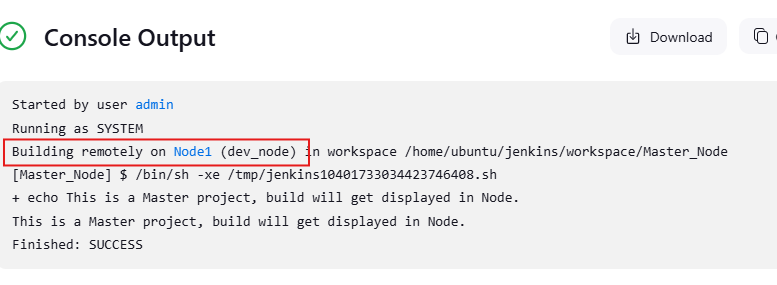 Console Output
Download
Started by user admin
Running as SYSTEM
Building remotely on Node1 (dev_node) in workspace /home/ubuntu/jenkins/workspace/Master_Node
[Master_Node] $ /bin/sh -xe /tmp/jenkins10401733034423746408.sh
+ echo This is a Master project, build will get displayed in Node.
This is a Master project, build will get displayed in Node.
Finished: SUCCESS